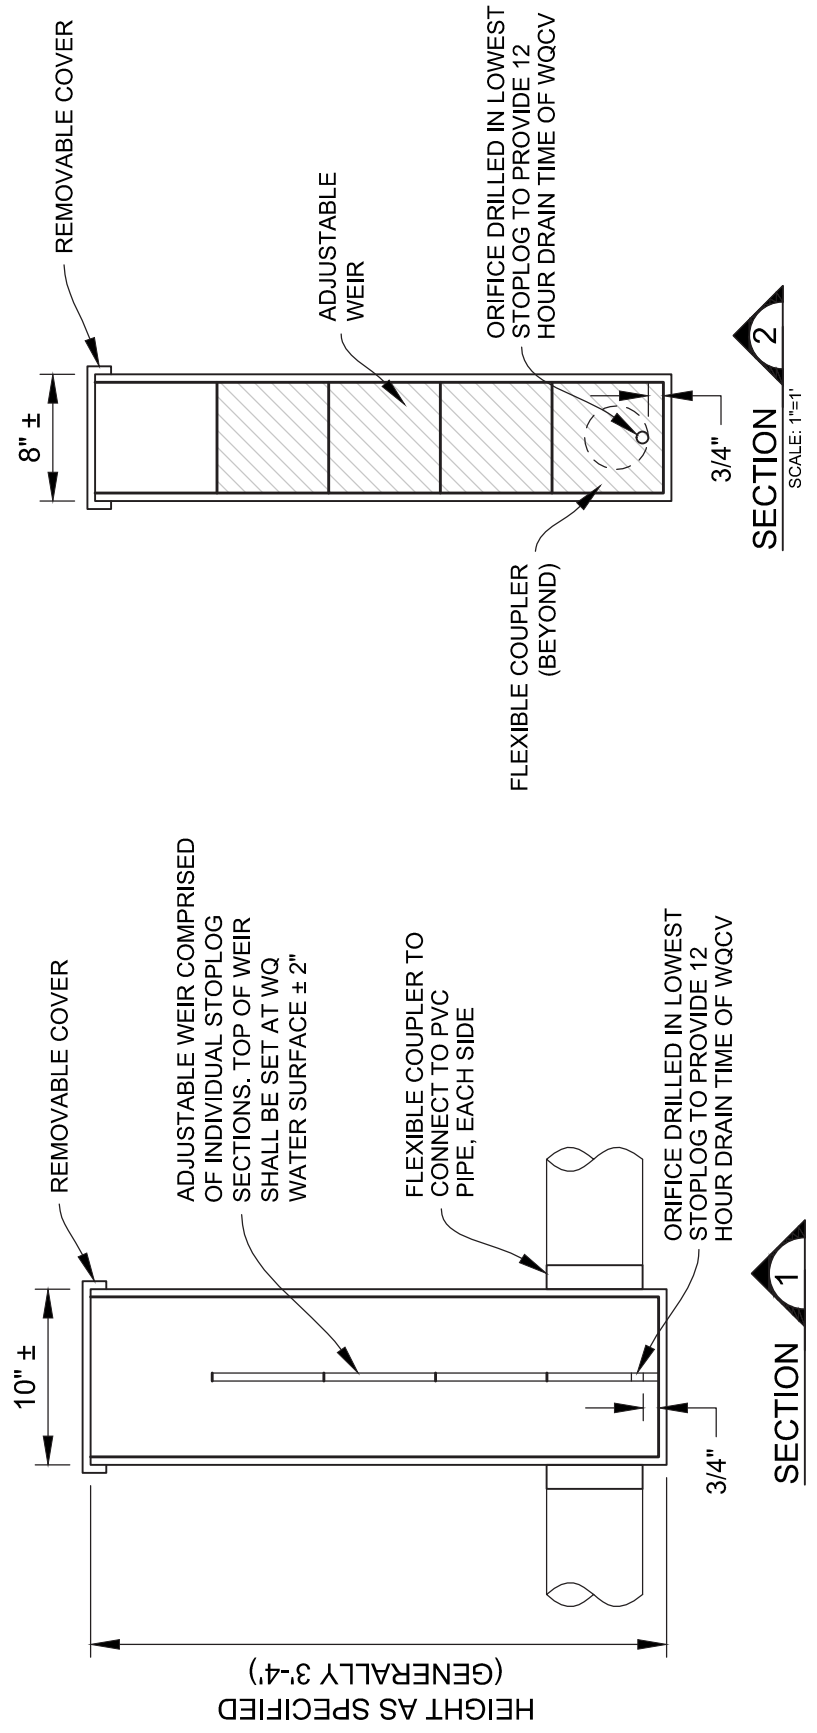 HEIGHT AS SPECIFIED
(GENERALLY 3'-4')
10" ±
REMOVABLE COVER
ADJUSTABLE WEIR COMPRISED
OF INDIVIDUAL STOPLOG
SECTIONS. TOP OF WEIR
SHALL BE SET AT WQ
WATER SURFACE ± 2"
FLEXIBLE COUPLER TO
CONNECT TO PVC
PIPE, EACH SIDE
ORIFICE DRILLED IN LOWEST
STOPLOG TO PROVIDE 12
HOUR DRAIN TIME OF WQCV
3/4"
SECTION
1
8" ±
REMOVABLE COVER
ADJUSTABLE
WEIR
ORIFICE DRILLED IN LOWEST
STOPLOG TO PROVIDE 12
HOUR DRAIN TIME OF WQCV
FLEXIBLE COUPLER
(BEYOND)
3/4"
SECTION
2
SCALE: 1"=1'